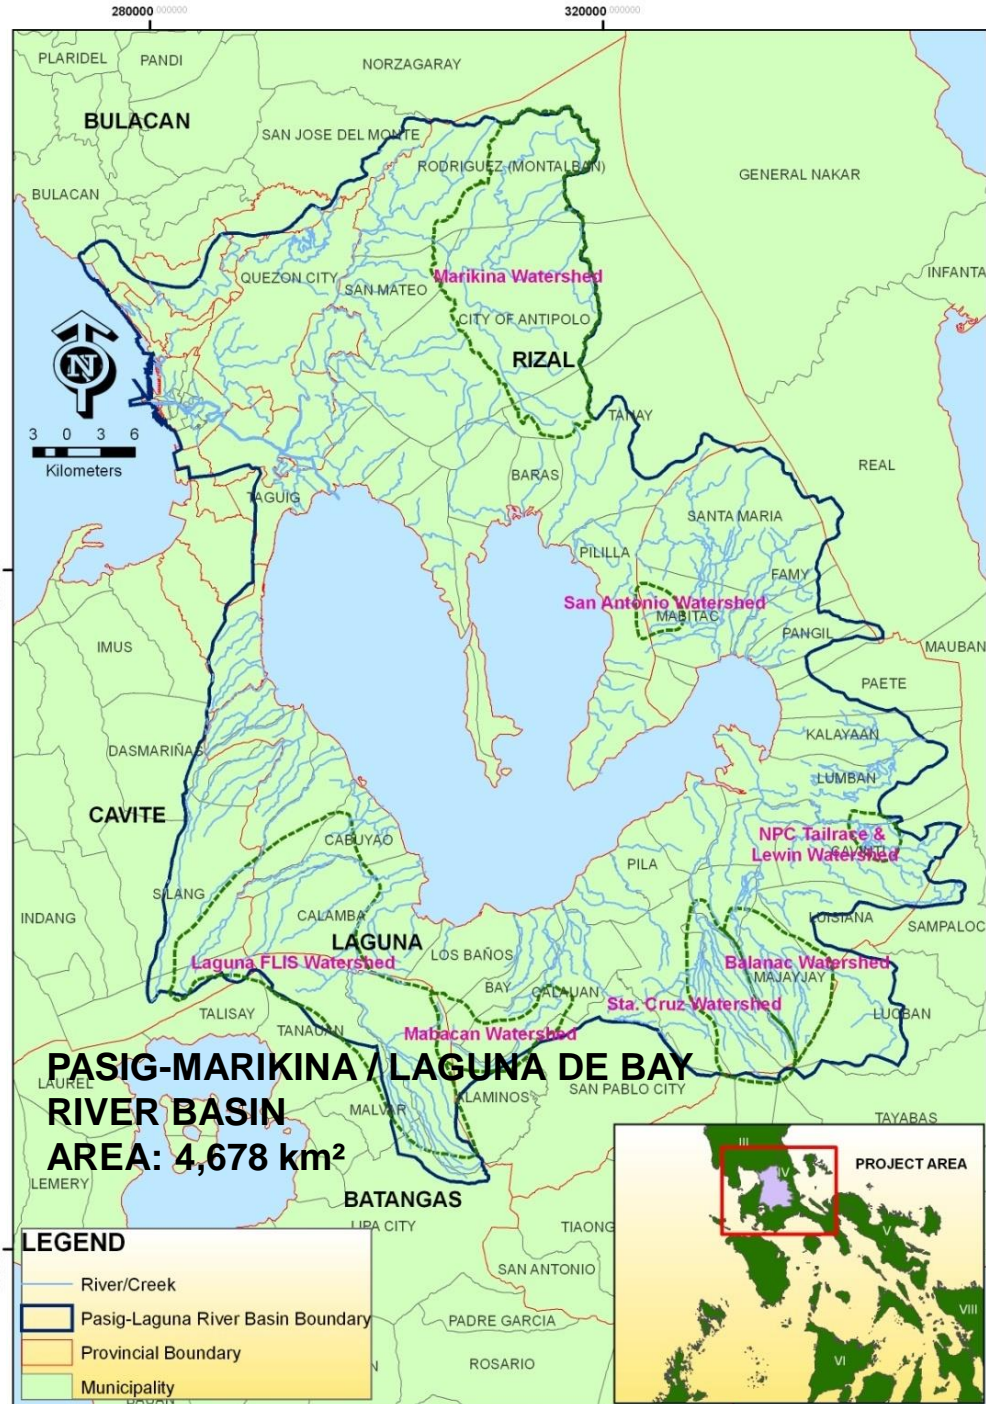 280000.000000
320000.000000
PLARIDEL
PANDI
NORZAGARAY
BULACAN
SAN JOSE DEL MONTE
RODRIGUEZ (MONTALBAN)
GENERAL NAKAR
BULACAN
QUEZON CITY
SAN MATEO
Marikina Watershed
INFANTA
CITY OF ANTIPOLO
RIZAL
N
TANAY
3 0 3 6
Kilometers
BARAS
REAL
TAGUIG
SANTA MARIA
PILILLA
FAMY
San Antonio Watershed
MABITAC
PANGIL
IMUS
MAUBAN
PAETE
KALAYAAN
DASMARIÑAS
LUMBAN
CAVITE
CABUYAO
NPC Tailrace &
Lewin Watershed
CAVINTI
PILA
SILANG
INDANG
CALAMBA
LUISIANA
SAMPALOC
LAGUNA
LOS BAÑOS
Laguna FLIS Watershed
Balanac Watershed
MAJAYJAY
BAY
CALAUAN
Sta. Cruz Watershed
TALISAY
TANAUAN
Mabacan Watershed
LUCBAN
PASIG-MARIKINA / LAGUNA DE BAY
RIVER BASIN
AREA: 4,678 km²
LAUREL
SAN PABLO CITY
ALAMINOS
MALVAR
TAYABAS
LEMERY
BATANGAS
LIPA CITY
TIAONG
SAN ANTONIO
PADRE GARCIA
ROSARIO
LEGEND
River/Creek
Pasig-Laguna River Basin Boundary
Provincial Boundary
Municipality
III
IV
PROJECT AREA
V
VIII
VI